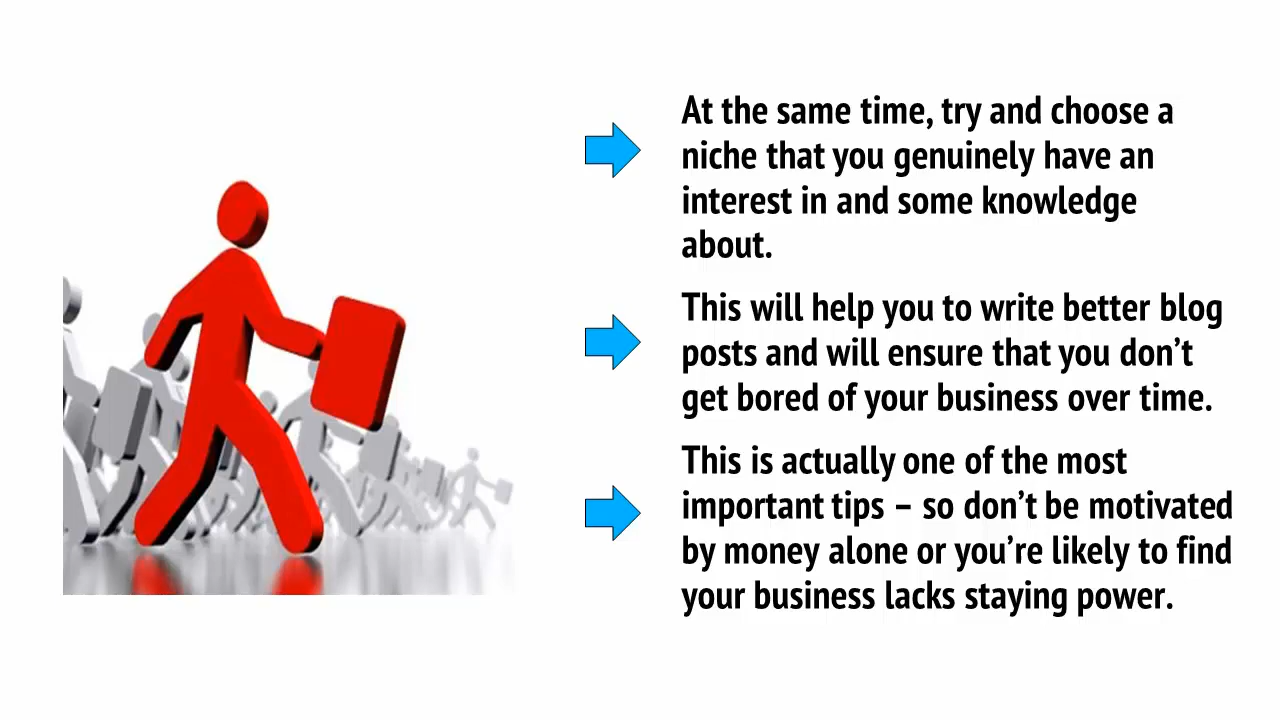 At the same time, try and choose a
niche that you genuinely have an
interest in and some knowledge
about.
This will help you to write better blog
posts and will ensure that you don’t
get bored of your business over time.
This is actually one of the most
important tips – so don’t be motivated
by money alone or you’re likely to find
your business lacks staying power.